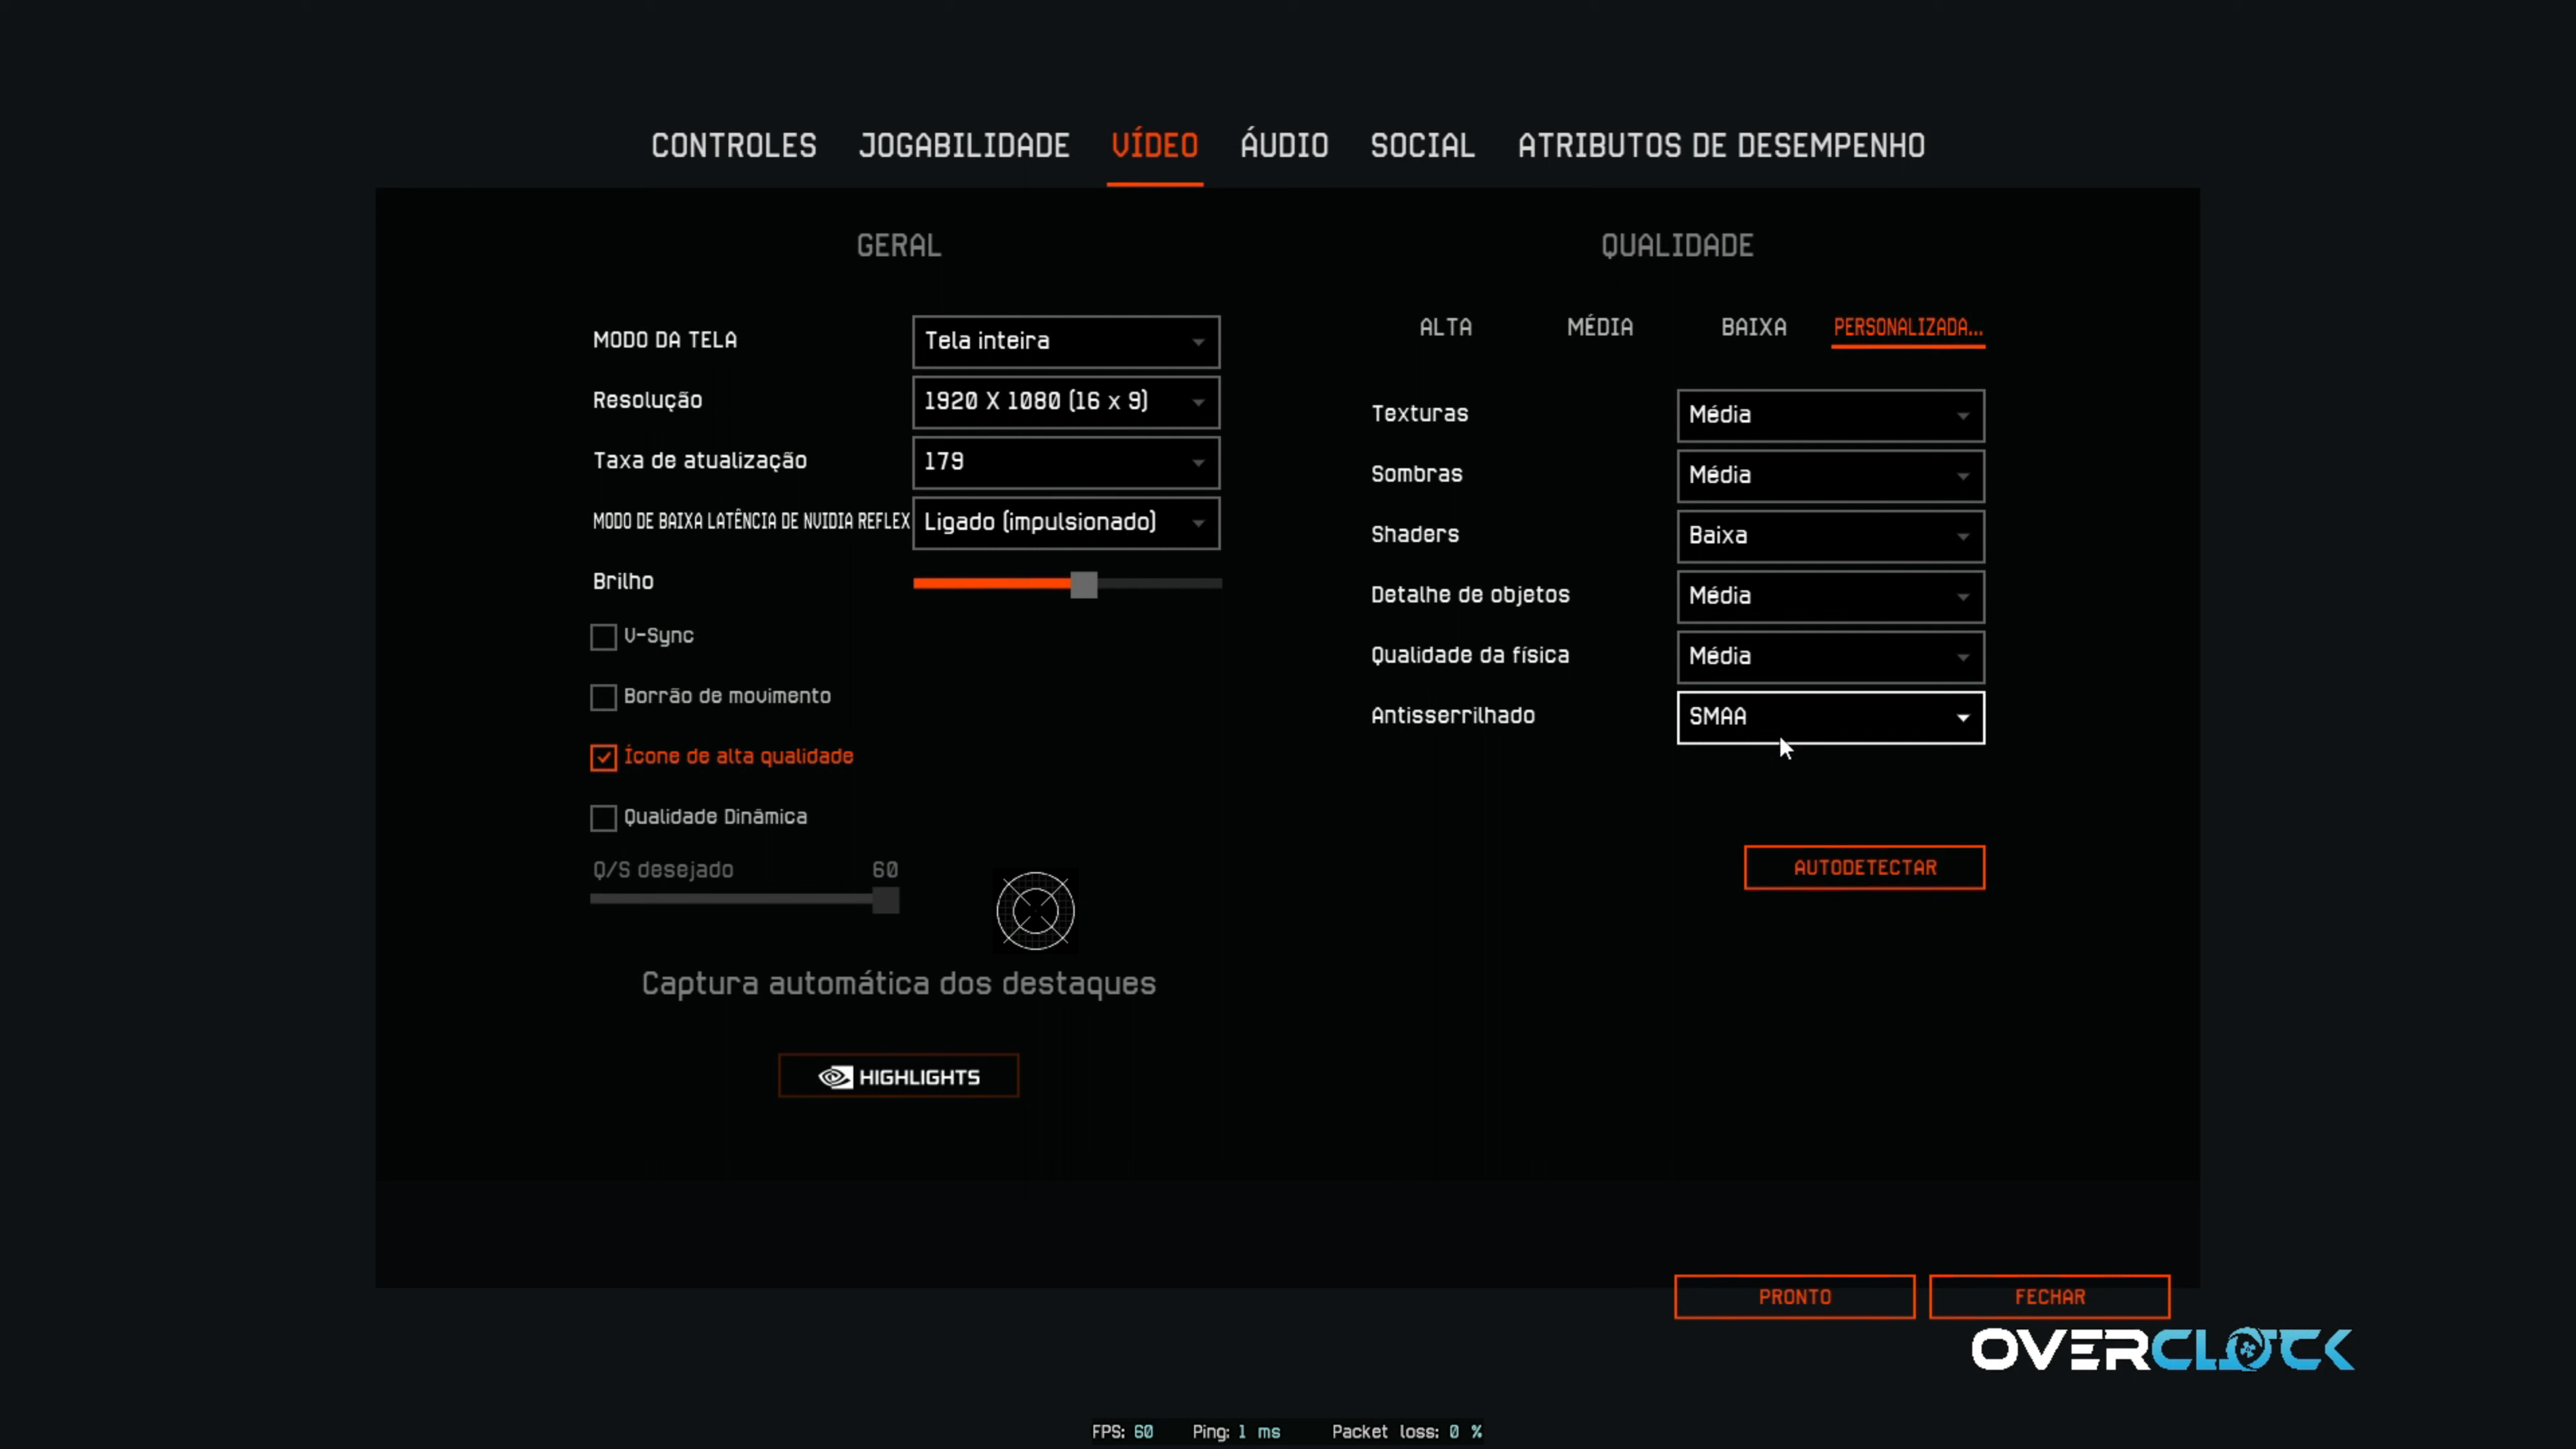 CONTROLES JOGABILIDADE VÍDEO ÁUDIO SOCIAL ATRIBUTOS DE DESEMPENHO
GERAL
MODO DA TELA Tela inteira
Resolução 1920 X 1080 (16 x 9)
Taxa de atualização 179
MODO DE BAIXA LATÊNCIA DE NVIDIA REFLEX Ligado (impulsionado)
Brilho
V-Sync
Borrão de movimento
Ícone de alta qualidade
Qualidade Dinâmica
Q/S desejado 60
Captura automática dos destaques
HIGHLIGHTS
QUALIDADE
ALTA MÉDIA BAIXA PERSONALIZADA...
Texturas Média
Sombras Média
Shaders Baixa
Detalhe de objetos Média
Qualidade da física Média
Antisserrilhado SMAA
AUTODETECTAR
PRONTO FECHAR
OVERCLOCK
FPS: 60 Ping: 1 ms Packet loss: 0 %